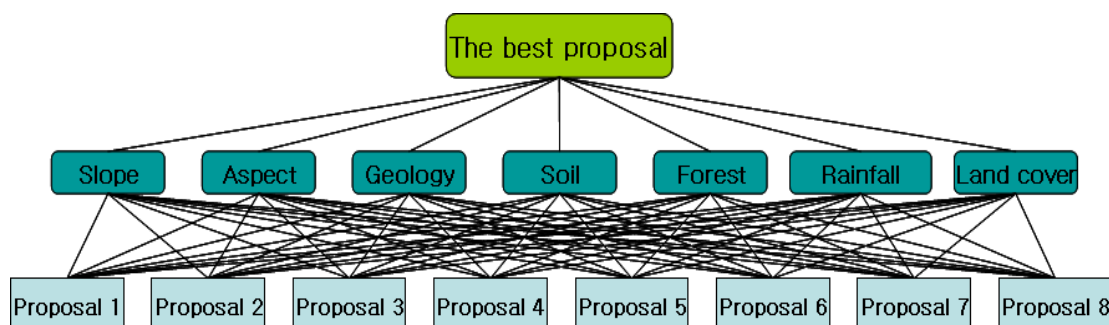 The best proposal
Slope
Aspect
Geology
Soil
Forest
Rainfall
Land cover
Proposal 1
Proposal 2
Proposal 3
Proposal 4
Proposal 5
Proposal 6
Proposal 7
Proposal 8